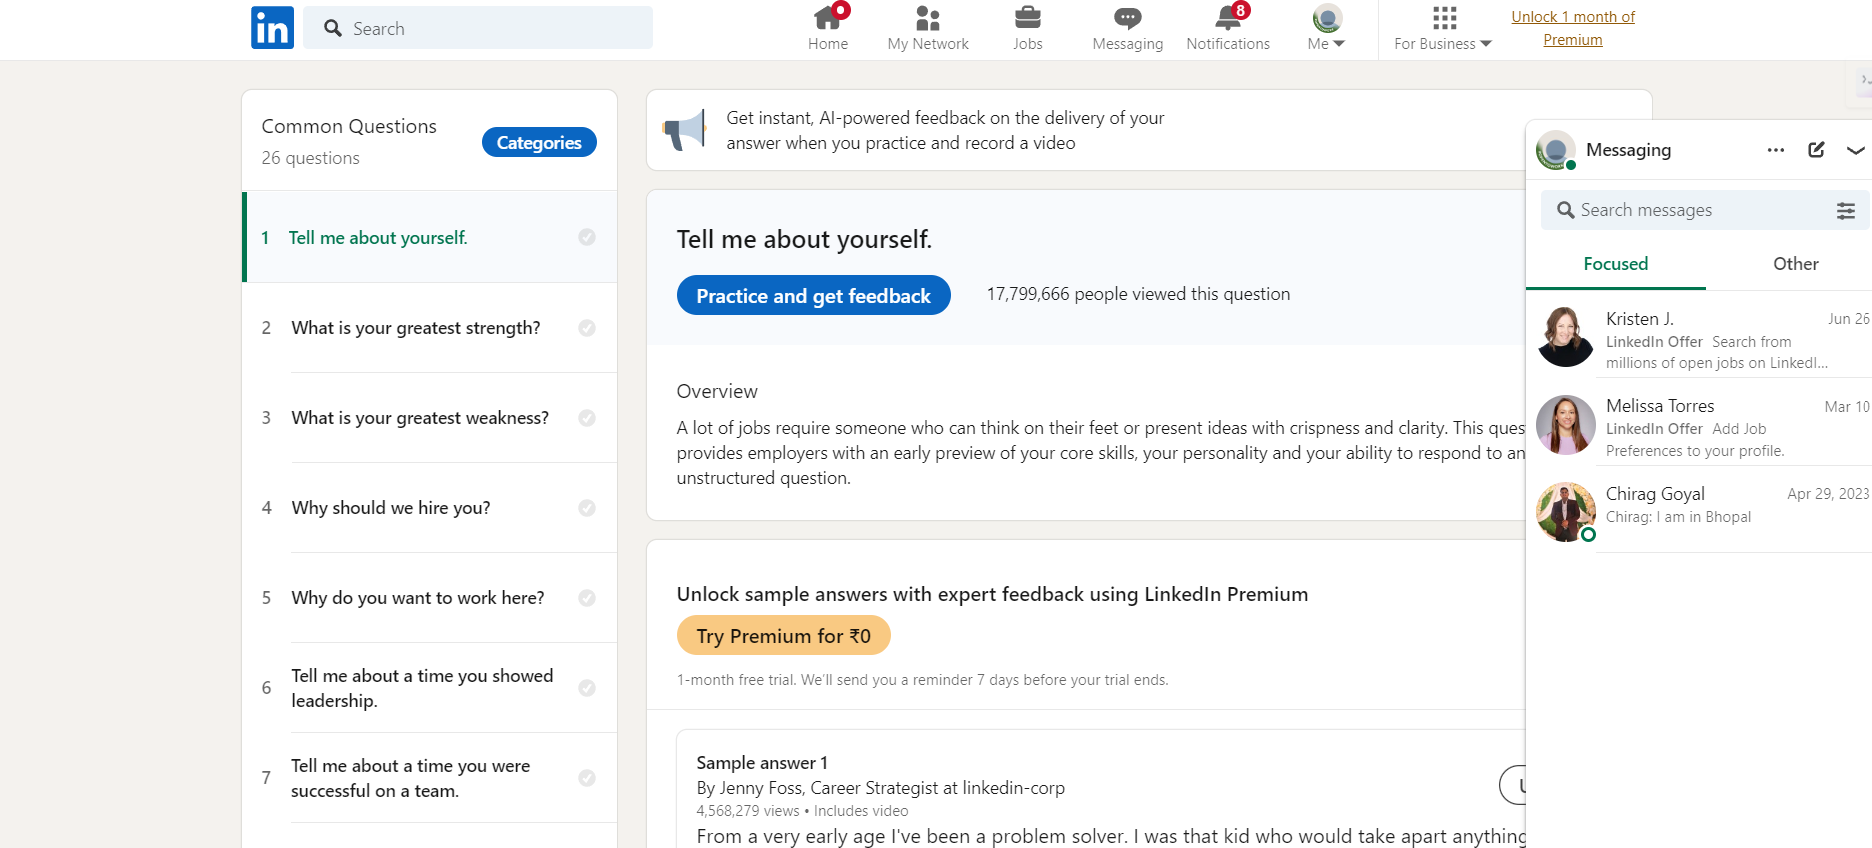 in
Search
Home
My Network
Jobs
Messaging
8
Notifications
Me
For Business
Unlock 1 month of
Premium
Common Questions
26 questions
Categories
1 Tell me about yourself.
2 What is your greatest strength?
3 What is your greatest weakness?
4 Why should we hire you?
5 Why do you want to work here?
6 Tell me about a time you showed
leadership.
7 Tell me about a time you were
successful on a team.
Get instant, AI-powered feedback on the delivery of your
answer when you practice and record a video
Tell me about yourself.
Practice and get feedback
17,799,666 people viewed this question
Overview
A lot of jobs require someone who can think on their feet or present ideas with crispness and clarity. This ques
provides employers with an early preview of your core skills, your personality and your ability to respond to an
unstructured question.
Unlock sample answers with expert feedback using LinkedIn Premium
Try Premium for ₹0
1-month free trial. We'll send you a reminder 7 days before your trial ends.
Sample answer 1
By Jenny Foss, Career Strategist at linkedin-corp
4,568,279 views • Includes video
From a very early age I've been a problem solver. I was that kid who would take apart anything
Messaging
Search messages
Focused
Other
Kristen J.
Jun 26
LinkedIn Offer Search from
millions of open jobs on LinkedI...
Melissa Torres
Mar 10
LinkedIn Offer Add Job
Preferences to your profile.
Chirag Goyal
Apr 29, 2023
Chirag: I am in Bhopal